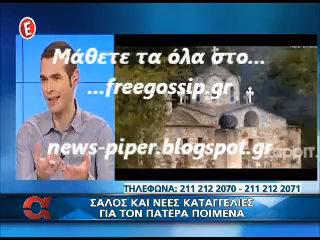 E
Μάθετε τα όλα στο...
...freegossip.gr
news-piper.blogspot.gr
ΤΗΛΕΦΩΝΑ: 211 212 2070 - 211 212 2071
α
ΣΑΛΟΣ ΚΑΙ ΝΕΕΣ ΚΑΤΑΓΓΕΛΙΕΣ
ΓΙΑ ΤΟΝ ΠΑΤΕΡΑ ΠΟΙΜΕΝΑ